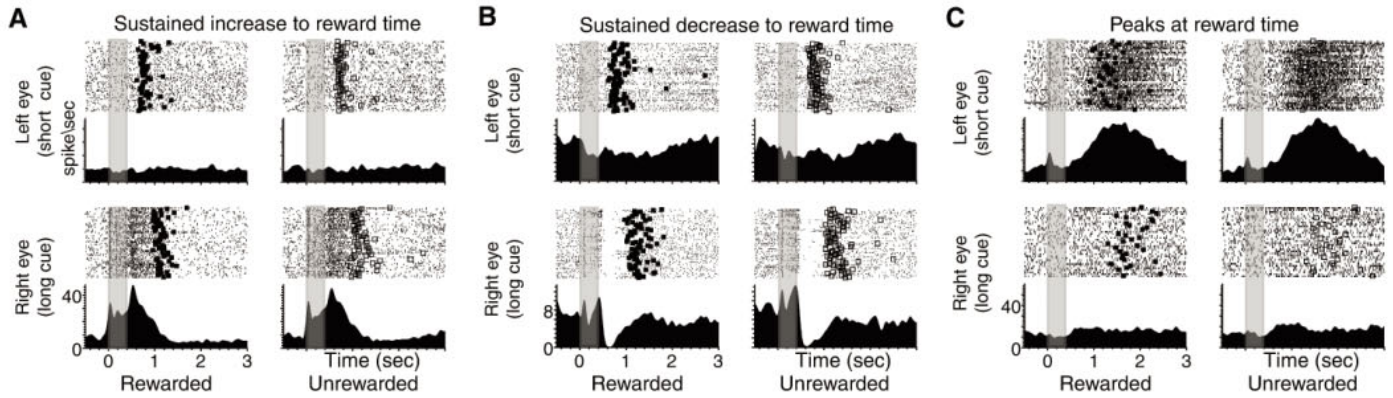 A
Sustained increase to reward time
Left eye
(short cue)
spike\sec
Right eye
(long cue)
40
0
0 1 2 3
Time (sec)
Rewarded
Unrewarded
B
Sustained decrease to reward time
Left eye
(short cue)
Right eye
(long cue)
8
0
0 1 2 3
Time (sec)
Rewarded
Unrewarded
C
Peaks at reward time
Left eye
(short cue)
Right eye
(long cue)
40
0
0 1 2 3
Time (sec)
Rewarded
Unrewarded